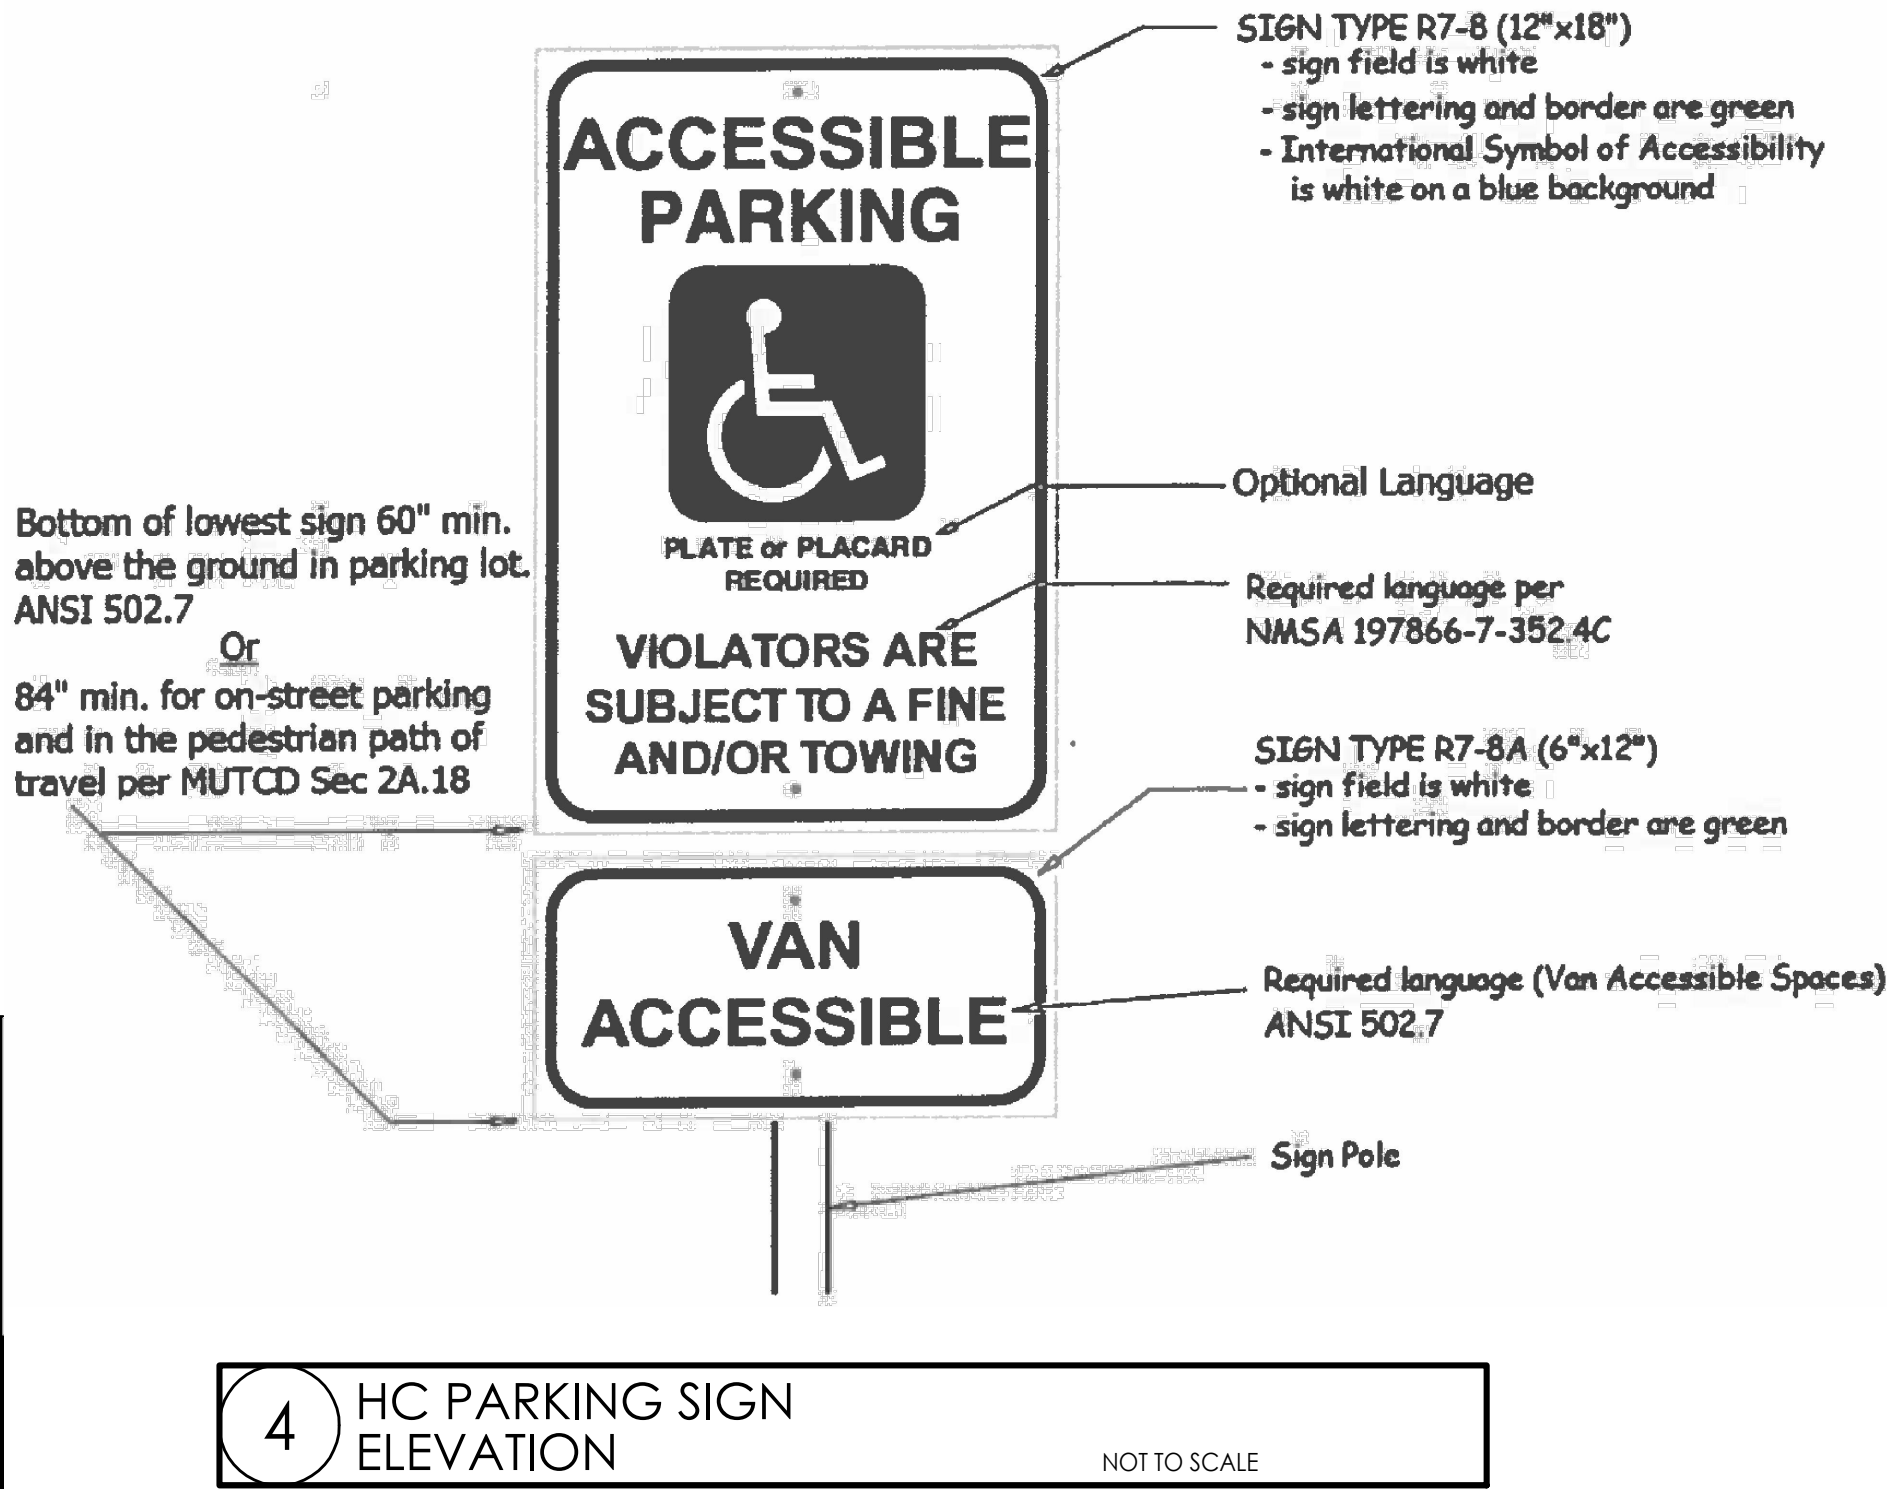 SIGN TYPE R7-8 (12"x18")
- sign field is white
- sign lettering and border are green
- International Symbol of Accessibility
is white on a blue background
ACCESSIBLE
PARKING
Optional Language
PLATE or PLACARD
REQUIRED
Required language per
NMSA 197866-7-352.4C
VIOLATORS ARE
SUBJECT TO A FINE
AND/OR TOWING
Bottom of lowest sign 60" min.
above the ground in parking lot.
ANSI 502.7
Or
84" min. for on-street parking
and in the pedestrian path of
travel per MUTCD Sec 2A.18
SIGN TYPE R7-8A (6"x12")
- sign field is white
- sign lettering and border are green
VAN
ACCESSIBLE
Required language (Van Accessible Spaces)
ANSI 502.7
Sign Pole
4
HC PARKING SIGN
ELEVATION
NOT TO SCALE